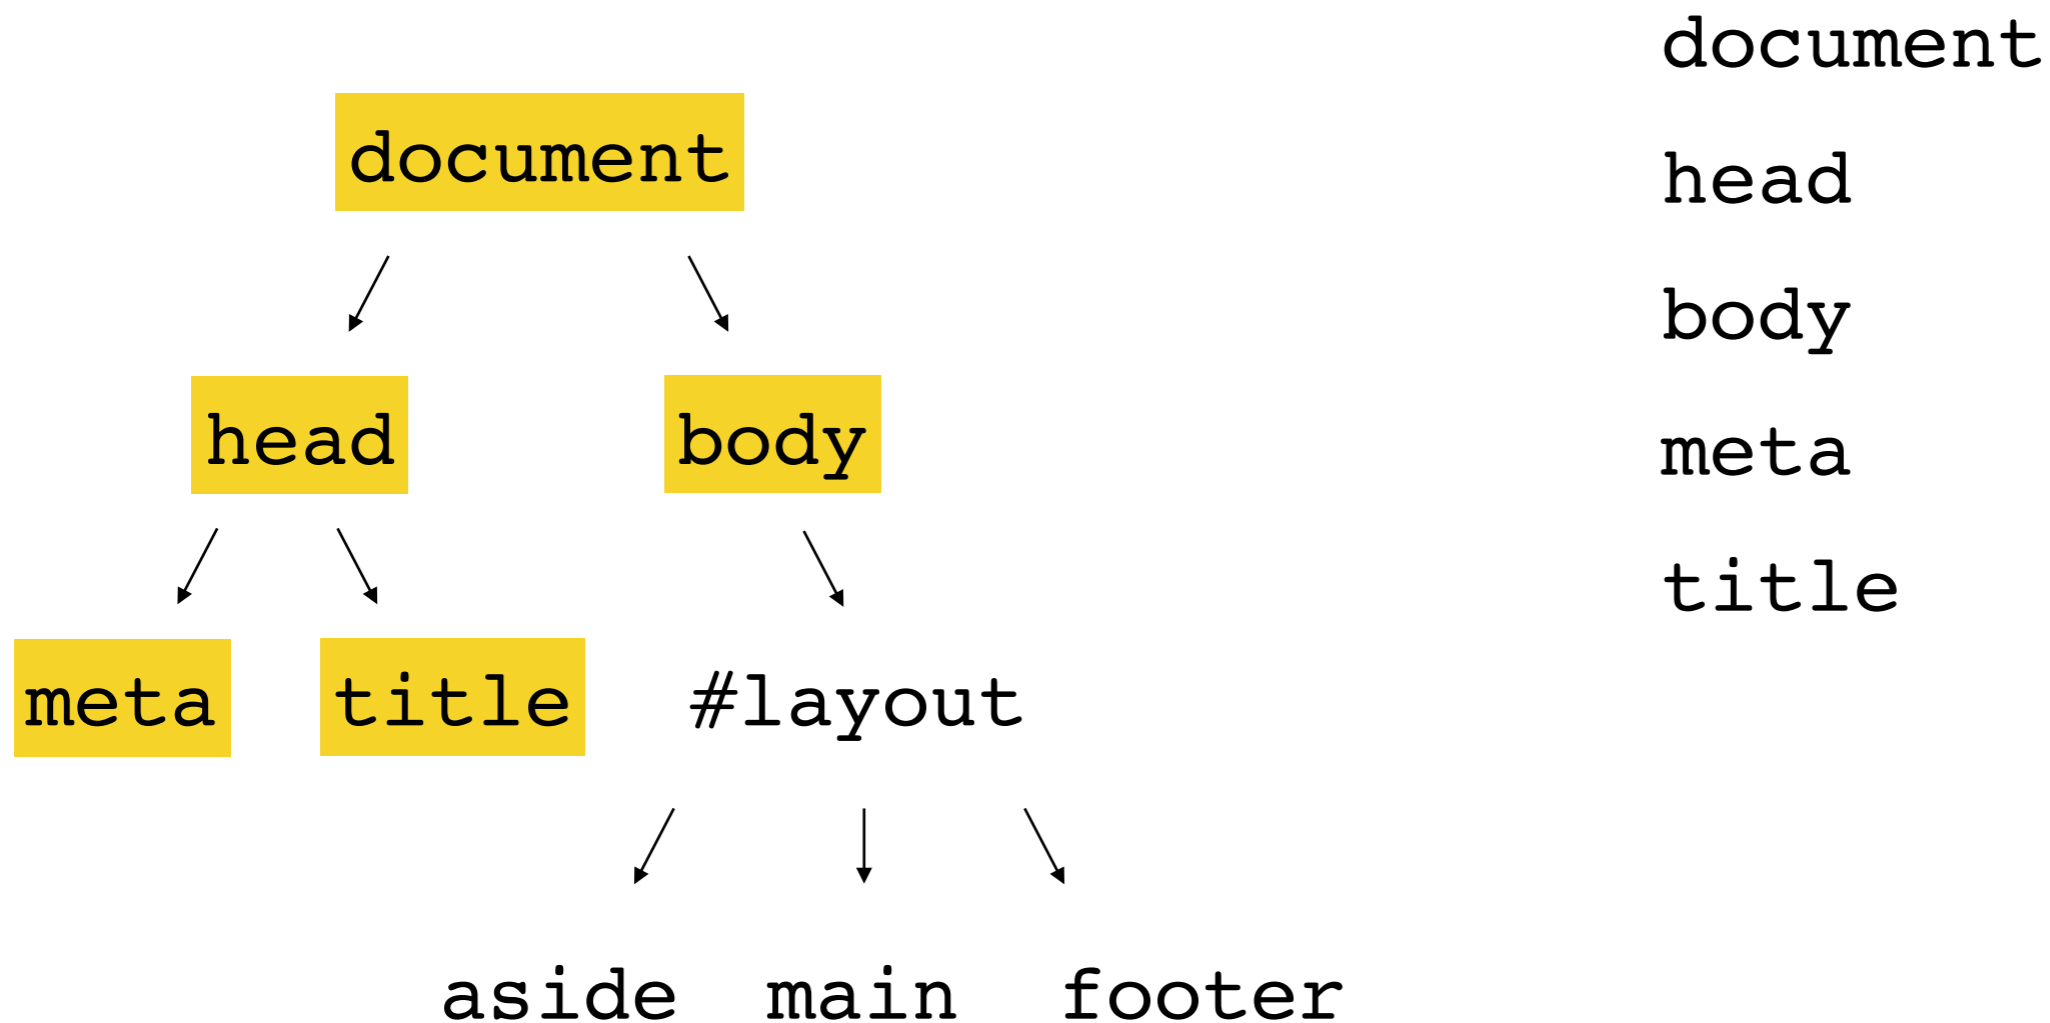 document
head body
meta title #layout
aside main footer
document
head
body
meta
title